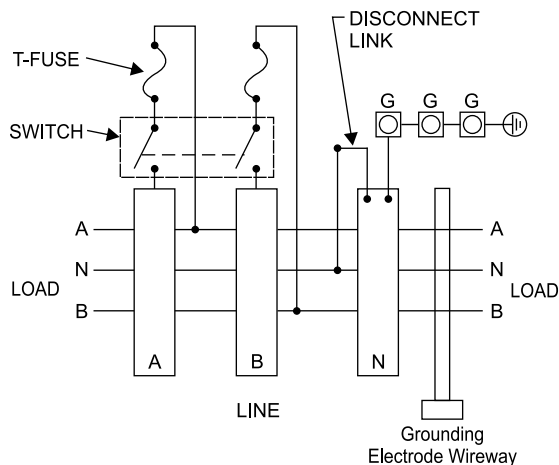 DISCONNECT
LINK
T-FUSE
G G G
SWITCH
A A
N N
LOAD LOAD
B B
A B N
LINE
Grounding
Electrode Wireway